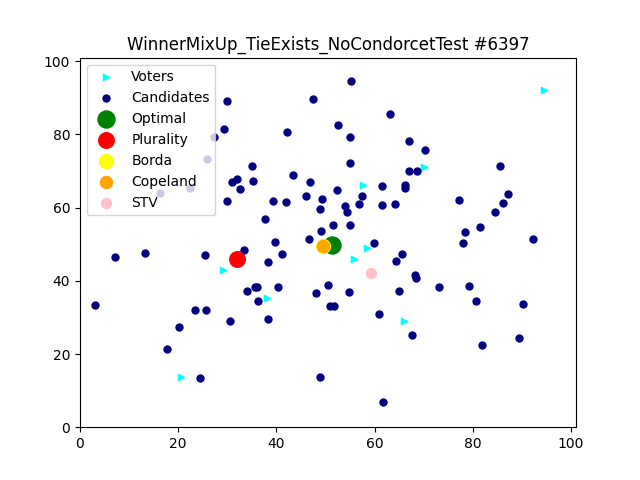 WinnerMixUp_TieExists_NoCondorcetTest #6397
Voters
Candidates
Optimal
Plurality
Borda
Copeland
STV
100
80
60
40
20
0
0 20 40 60 80 100